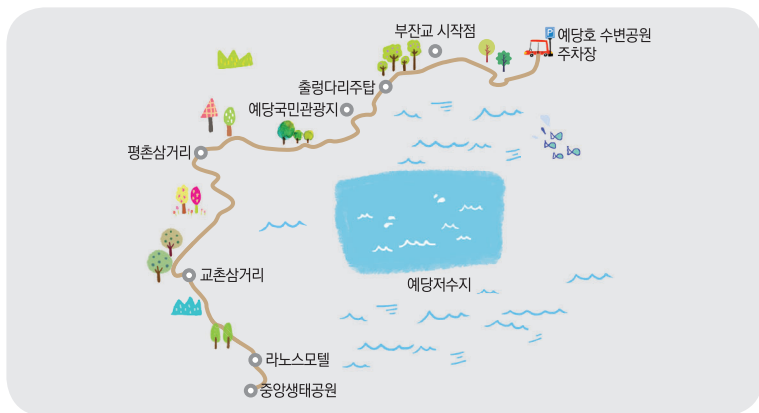 부잔교 시작점
P
예당호 수변공원
주차장
출렁다리주탑
예당국민관광지
평촌삼거리
교촌삼거리
예당저수지
라노스모텔
중앙생태공원